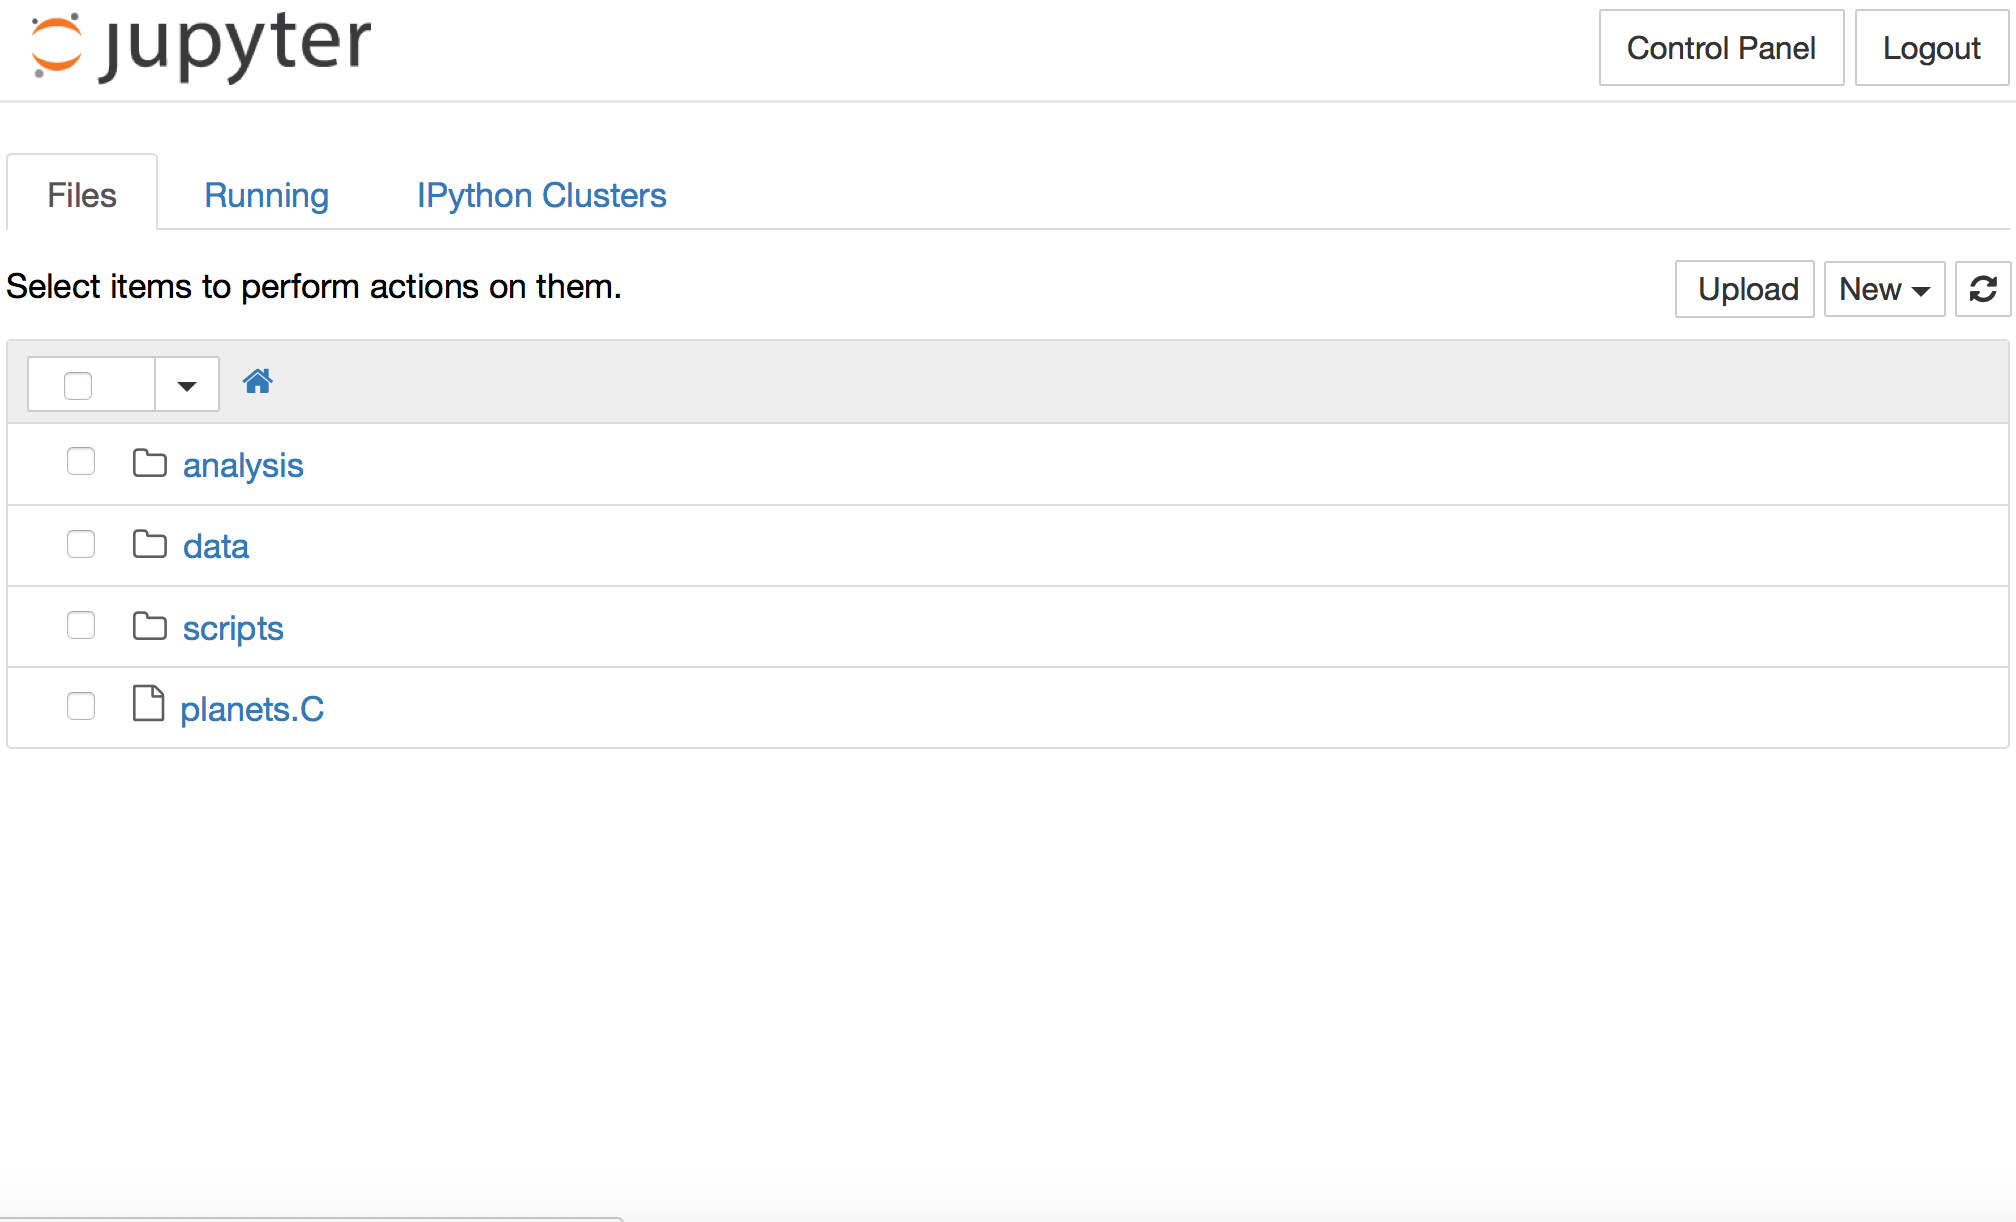 jupyter
Control Panel
Logout
Files
Running
IPython Clusters
Select items to perform actions on them.
Upload
New
analysis
data
scripts
planets.C